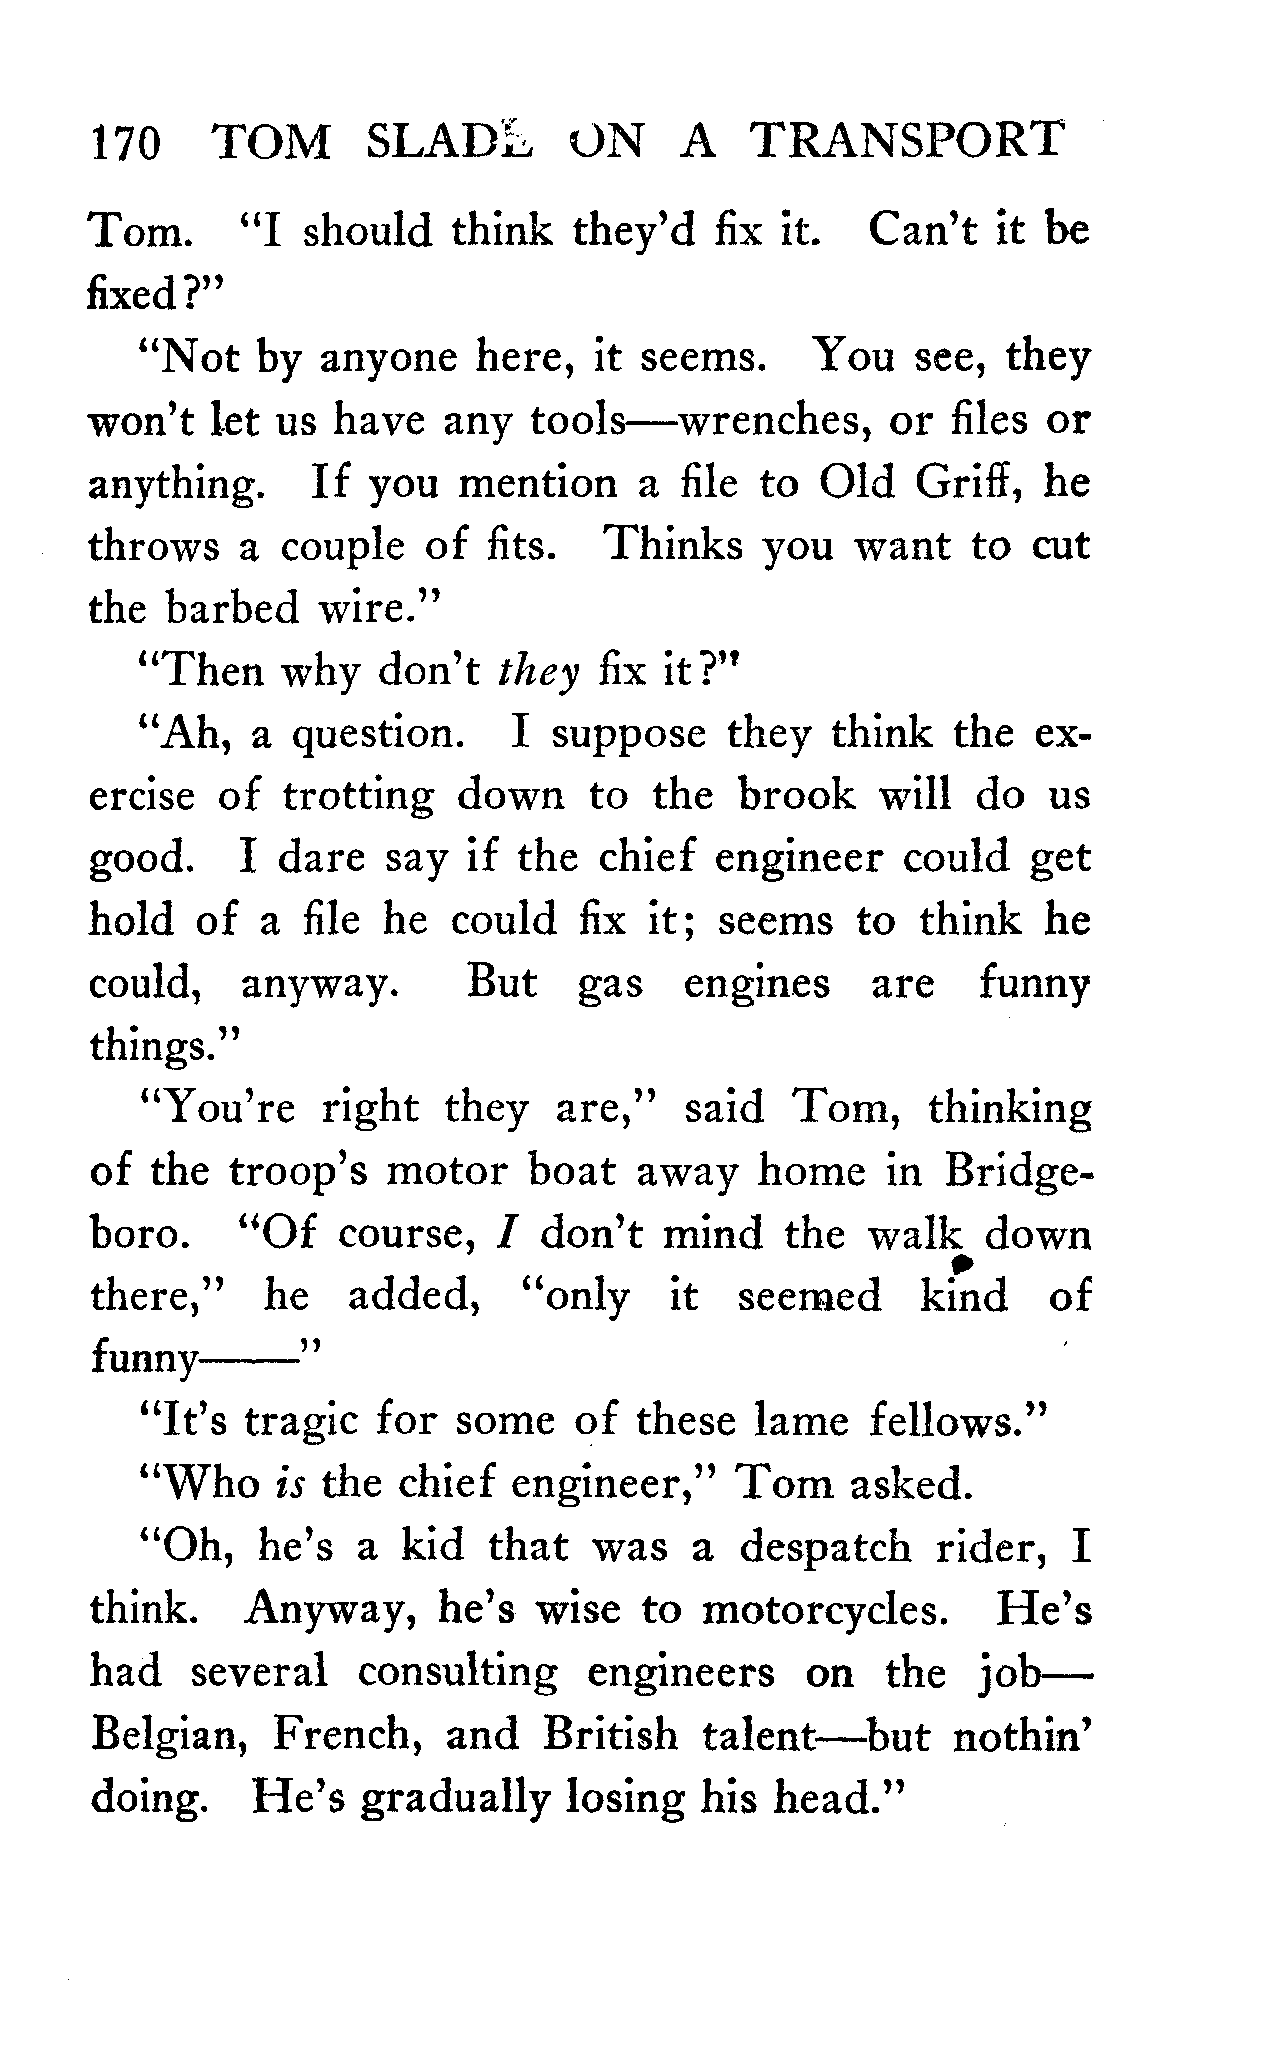 170 TOM SLADE ON A TRANSPORT
Tom. "I should think they'd fix it. Can't it be
fixed?"
"Not by anyone here, it seems. You see, they
won't let us have any tools—wrenches, or files or
anything. If you mention a file to Old Griff, he
throws a couple of fits. Thinks you want to cut
the barbed wire."
"Then why don't they fix it?"
"Ah, a question. I suppose they think the ex-
ercise of trotting down to the brook will do us
good. I dare say if the chief engineer could get
hold of a file he could fix it; seems to think he
could, anyway. But gas engines are funny
things."
"You're right they are," said Tom, thinking
of the troop's motor boat away home in Bridge-
boro. "Of course, I don't mind the walk down
there," he added, "only it seemed kind of
funny——"
"It's tragic for some of these lame fellows."
"Who is the chief engineer," Tom asked.
"Oh, he's a kid that was a despatch rider, I
think. Anyway, he's wise to motorcycles. He's
had several consulting engineers on the job—
Belgian, French, and British talent—but nothin'
doing. He's gradually losing his head."